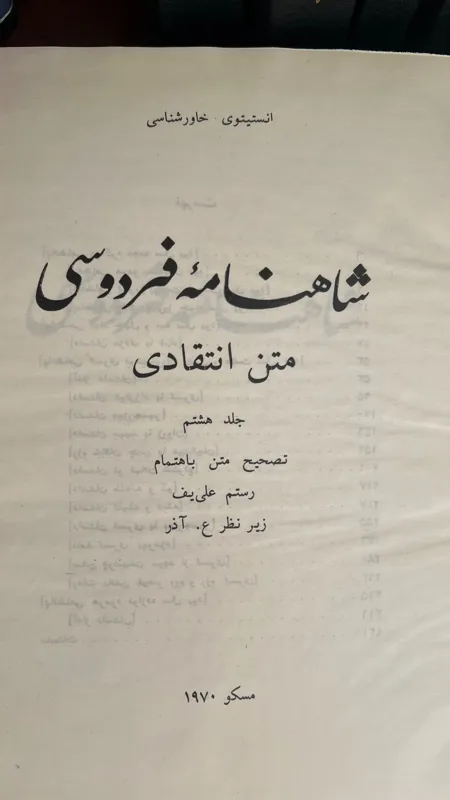 انستیتوی خاورشناسی
شاهنامهٔ فردوسی
متن انتقادی
جلد هشتم
تصحیح متن باهتمام
رستم علی‌یف
زیر نظر ع. آذر
مسکو ۱۹۷۰